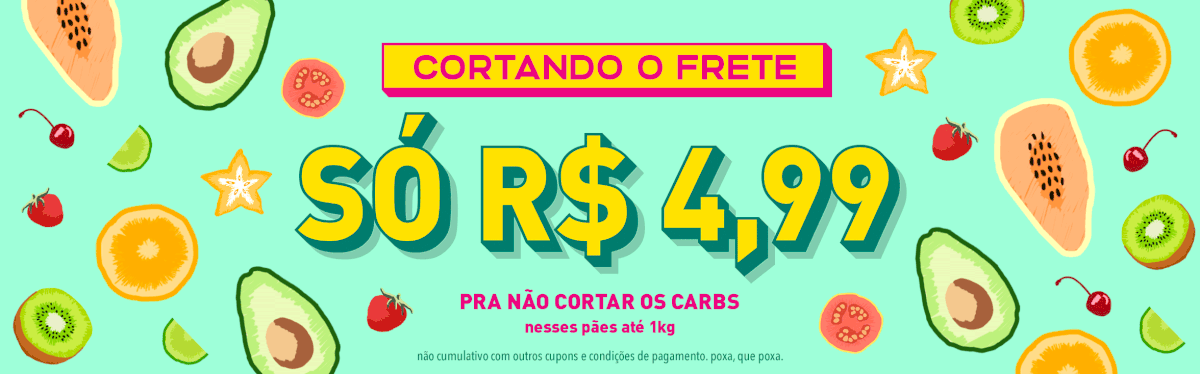 CORTANDO O FRETE
SÓ R$ 4,99
PRA NÃO CORTAR OS CARBS
nesses pães até 1kg
não cumulativo com outros cupons e condições de pagamento. poxa, que poxa.